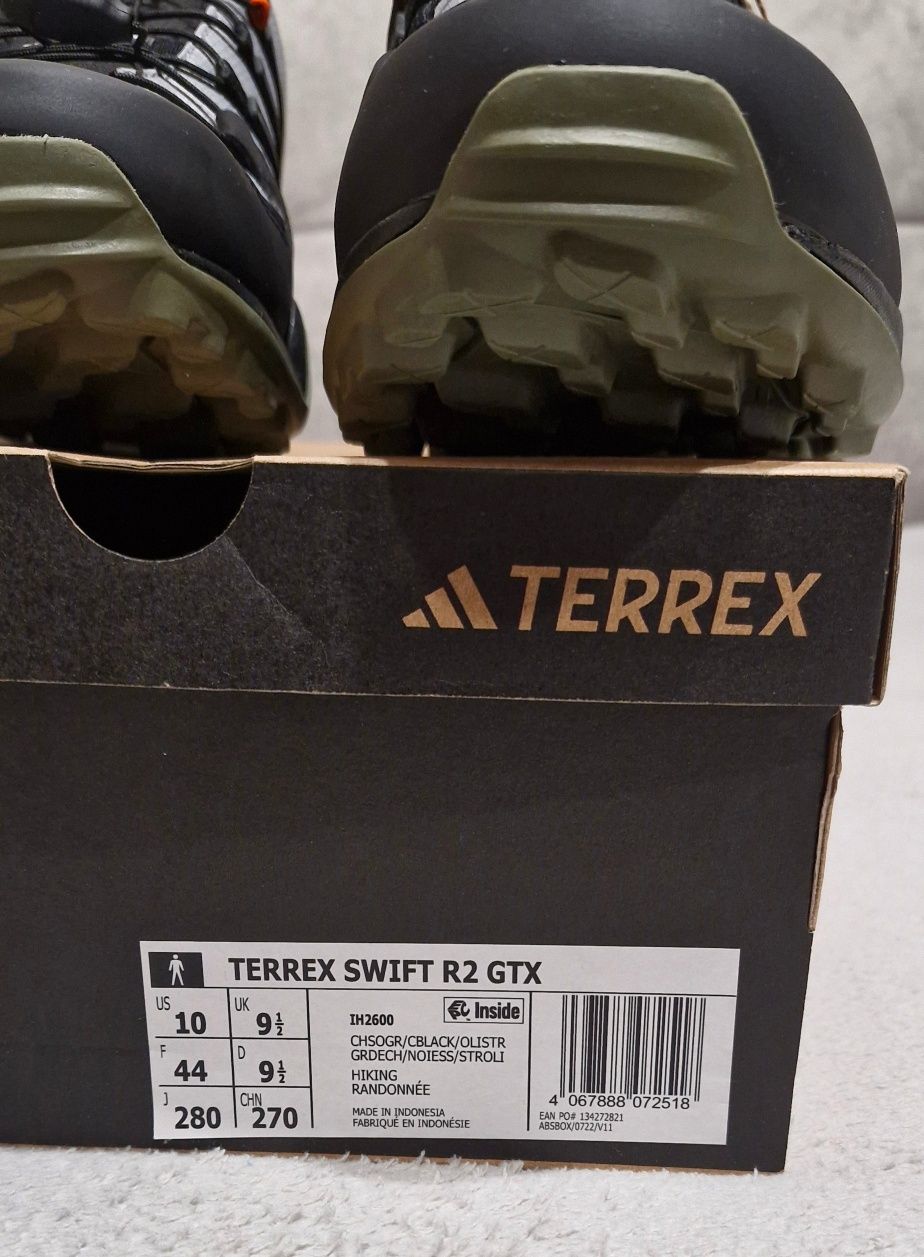 TERREX
TERREX SWIFT R2 GTX
US 10 UK 9½
F 44 D 9½
J 280 CHN 270
IH2600
Inside
CHSOGR/CBLACK/OLISTR
GRDECH/NOIESS/STROLI
HIKING
RANDONNÉE
MADE IN INDONESIA
FABRIQUÉ EN INDONÉSIE
4 067888 072518
EAN PO# 134272821
ABSBOX/0722/V11